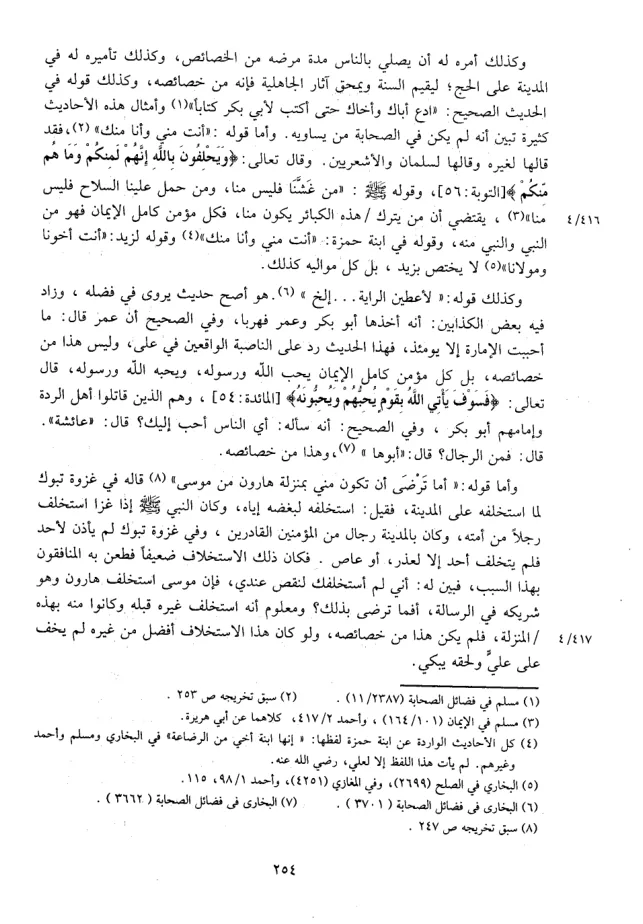 وكذلك أمره له أن يصلي بالناس مدة مرضه من الخصائص، وكذلك تأميره له في
المدينة على الحج؛ ليقيم السنة ويمحق آثار الجاهلية فإنه من خصائصه، وكذلك قوله في
الحديث الصحيح: «ادع أباك وأخاك حتى أكتب لأبي بكر كتاباً»(١) وأمثال هذه الأحاديث
كثيرة تبين أنه لم يكن في الصحابة من يساويه. وأما قوله :«أنت مني وأنا منك» (٢)،فقد
قالها لغيره وقالها لسلمان والأشعريين. وقال تعالى: ﴿وَيَحْلِفُونَ بِاللَّهِ إِنَّهُمْ لَمِنكُمْ وَمَا هُم
مِّنكُمْ﴾[التوبة:٥٦]، وقوله ﷺ : «من غَشَّنَا فليس منا، ومن حمل علينا السلاح فليس
٤/٤١٦ منا»(٣) ، يقتضي أن من يترك /هذه الكبائر يكون منا، فكل مؤمن كامل الإيمان فهو من
النبي والنبي منه، وقوله في ابنة حمزة: «أنت مني وأنا منك»(٤) وقوله لزيد:«أنت أخونا
ومولانا»(٥) لا يختص بزيد ، بل كل مواليه كذلك.
وكذلك قوله:« لأعطين الراية...إلخ » (٦).هو أصح حديث يروى في فضله ، وزاد
فيه بعض الكذابين: أنه أخذها أبو بكر وعمر فهربا، وفي الصحيح أن عمر قال: ما
أحببت الإمارة إلا يومئذ، فهذا الحديث رد على الناصبة الواقعين في على، وليس هذا من
خصائصه، بل كل مؤمن كامل الإيمان يحب الله ورسوله، ويحبه الله ورسوله، قال
تعالى: ﴿فَسَوْفَ يَأْتِي اللَّهُ بِقَوْمٍ يُحِبُّهُمْ وَيُحِبُّونَهُ﴾ [المائدة:٥٤] ، وهم الذين قاتلوا أهل الردة
وإمامهم أبو بكر ، وفي الصحيح: أنه سأله: أي الناس أحب إليك؟ قال: «عائشة».
قال: فمن الرجال؟ قال:«أبوها » (٧)،وهذا من خصائصه.
وأما قوله:« أما تَرْضَى أن تكون مني بمنزلة هارون من موسى» (٨) قاله في غزوة تبوك
لما استخلفه على المدينة، فقيل: استخلفه لبغضه إياه، وكان النبي ﷺ إذا غزا استخلف
رجلاً من أمته، وكان بالمدينة رجال من المؤمنين القادرين ، وفي غزوة تبوك لم يأذن لأحد
فلم يتخلف أحد إلا لعذر، أو عاص . فكان ذلك الاستخلاف ضعيفاً فطعن به المنافقون
بهذا السبب، فبين له: أني لم أستخلفك لنقص عندي، فإن موسى استخلف هارون وهو
شريكه في الرسالة، أفما ترضى بذلك؟ ومعلوم أنه استخلف غيره قبله وكانوا منه بهذه
٤/٤١٧ /المنزلة، فلم يكن هذا من خصائصه، ولو كان هذا الاستخلاف أفضل من غيره لم يخف
على عليٍّ ولحقه يبكي.
(١) مسلم في فضائل الصحابة (١١/٢٣٨٧) . (٢) سبق تخريجه ص ٢٥٣ .
(٣) مسلم في الإيمان (١٦٤/١٠١) ، وأحمد ٤١٧/٢، كلاهما عن أبي هريرة.
(٤) كل الأحاديث الواردة عن ابنة حمزة لفظها: « إنها ابنة أخي من الرضاعة» في البخاري ومسلم وأحمد
وغيرهم. لم يأت هذا اللفظ إلا لعلي، رضي الله عنه.
(٥) البخاري في الصلح (٢٦٩٩)، وفي المغازي (٤٢٥١)، وأحمد ٩٨/١، ١١٥.
(٦) البخاري في فضائل الصحابة ( ٣٧٠١) . (٧) البخارى فى فضائل الصحابة ( ٣٦٦٢ ) .
(٨) سبق تخريجه ص ٢٤٧ .
٢٥٤